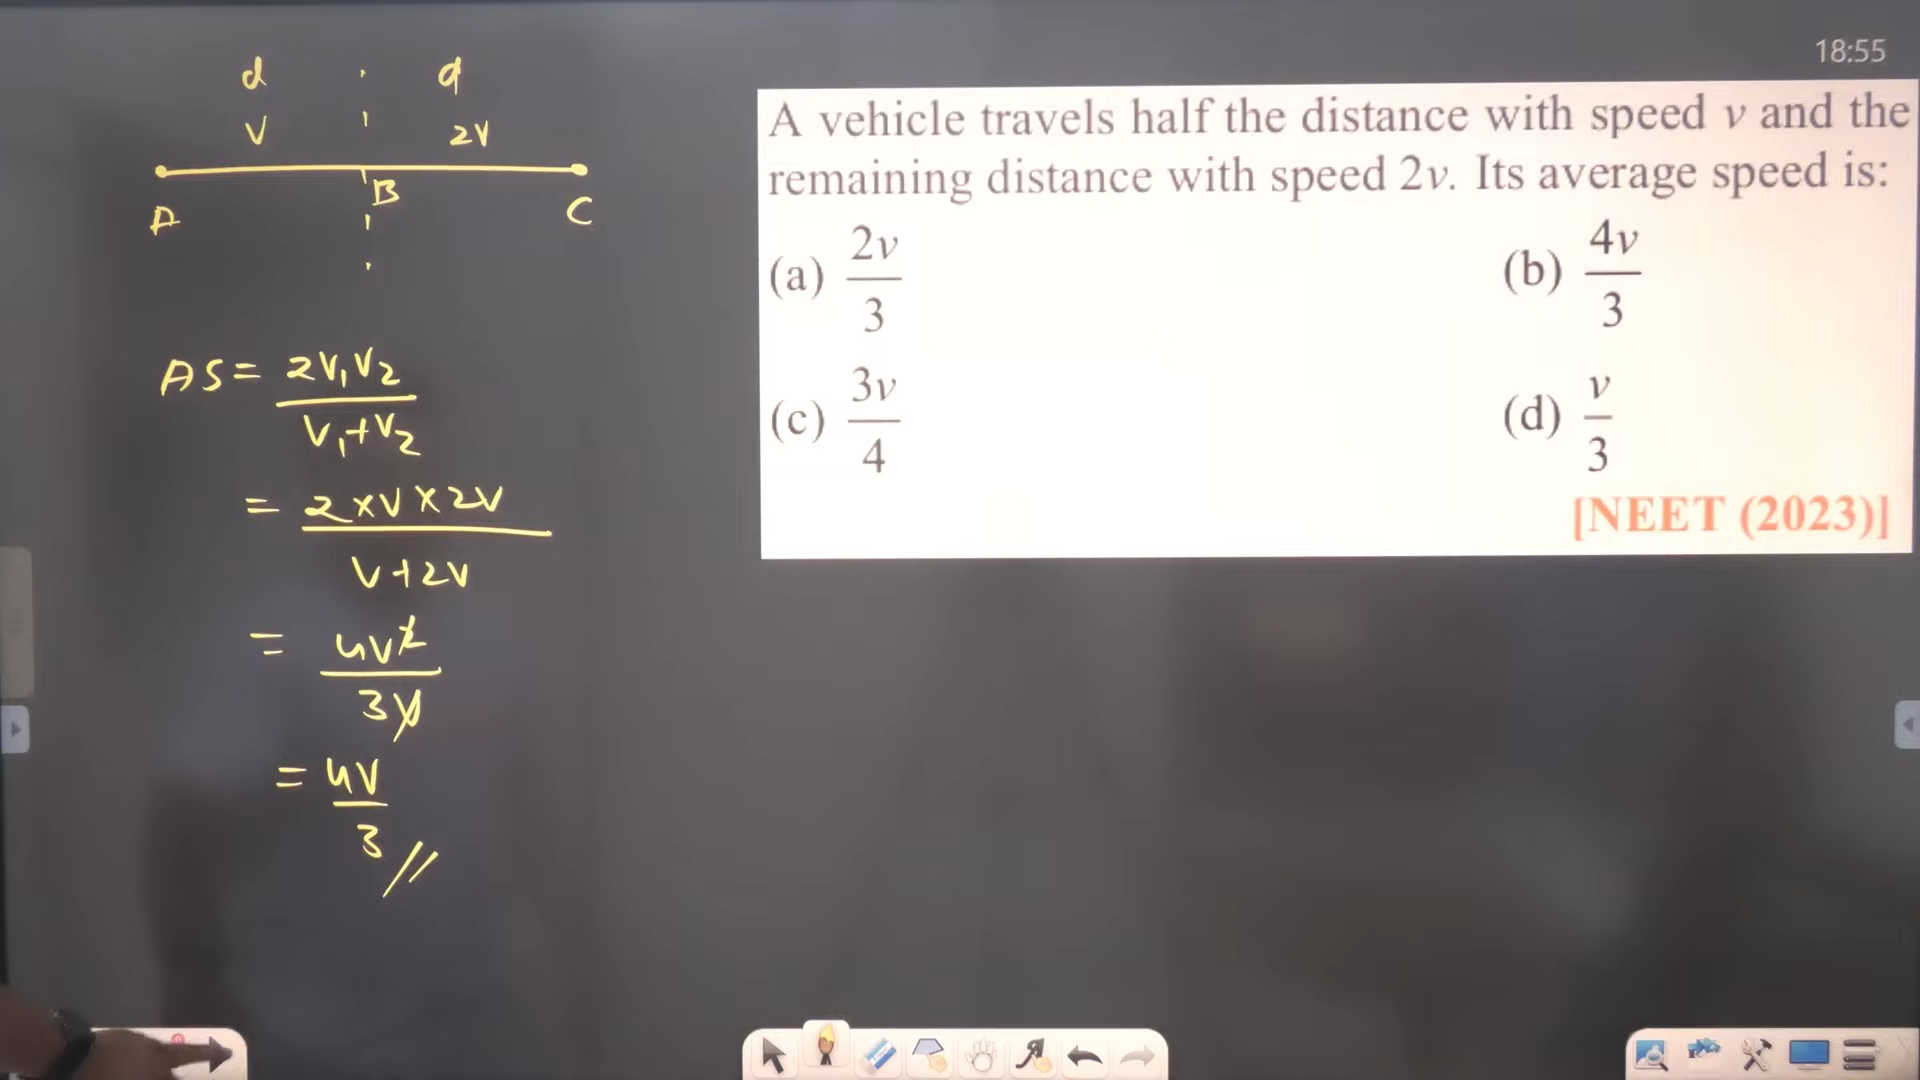 18:55
d d
V 2V
A B C
AS = 2V₁V₂ / V₁+V₂
= 2×V×2V / V+2V
= 4V² / 3V
= 4V / 3 //
A vehicle travels half the distance with speed v and the
remaining distance with speed 2v. Its average speed is:
(a) 2v/3 (b) 4v/3
(c) 3v/4 (d) v/3
[NEET (2023)]